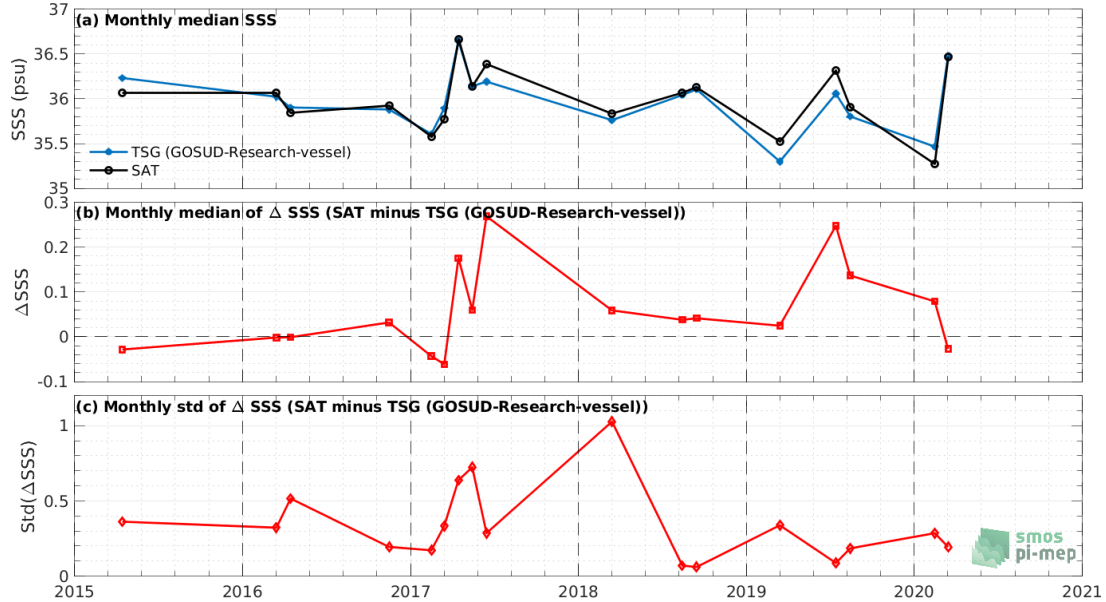 (a) Monthly median SSS
37
36.5
36
35.5
35
SSS (psu)
TSG (GOSUD-Research-vessel)
SAT
(b) Monthly median of Δ SSS (SAT minus TSG (GOSUD-Research-vessel))
0.3
0.2
0.1
0
-0.1
ΔSSS
(c) Monthly std of Δ SSS (SAT minus TSG (GOSUD-Research-vessel))
1
0.5
0
Std(ΔSSS)
smos
pi-mep
2015 2016 2017 2018 2019 2020 2021